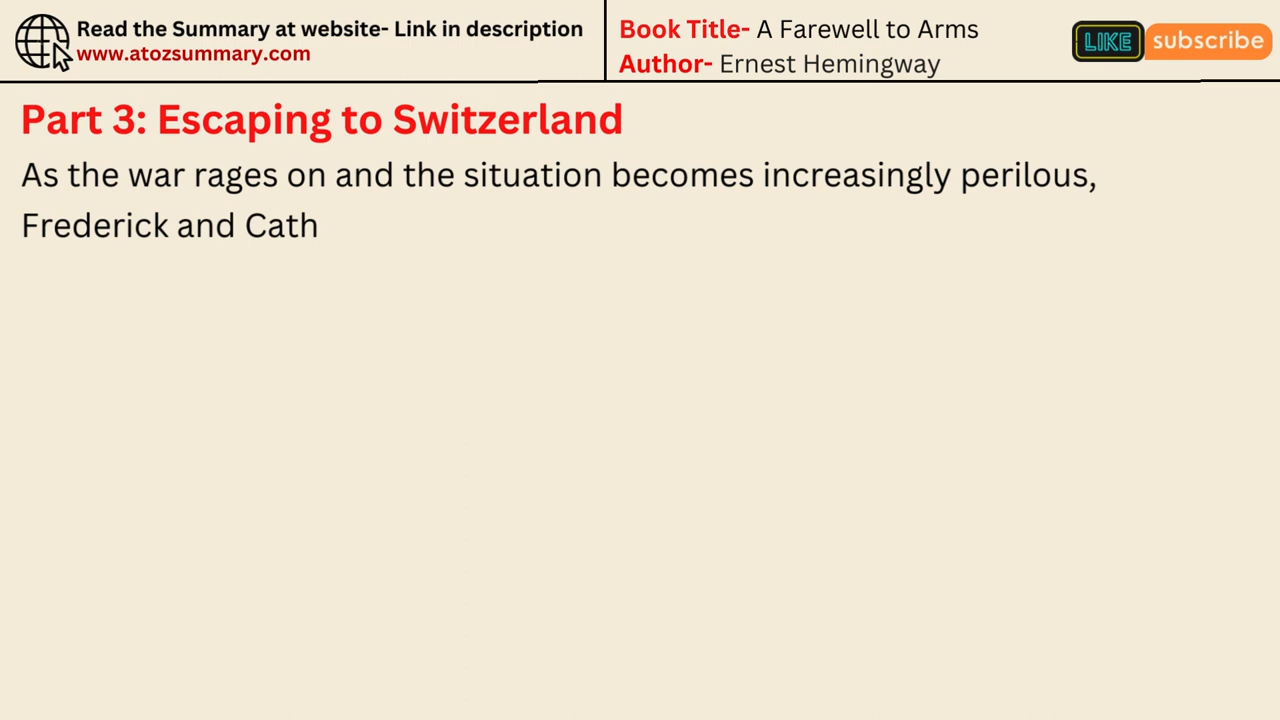 Read the Summary at website- Link in description
www.atozsummary.com
Book Title- A Farewell to Arms
Author- Ernest Hemingway
LIKE
subscribe
Part 3: Escaping to Switzerland
As the war rages on and the situation becomes increasingly perilous,
Frederick and Cath